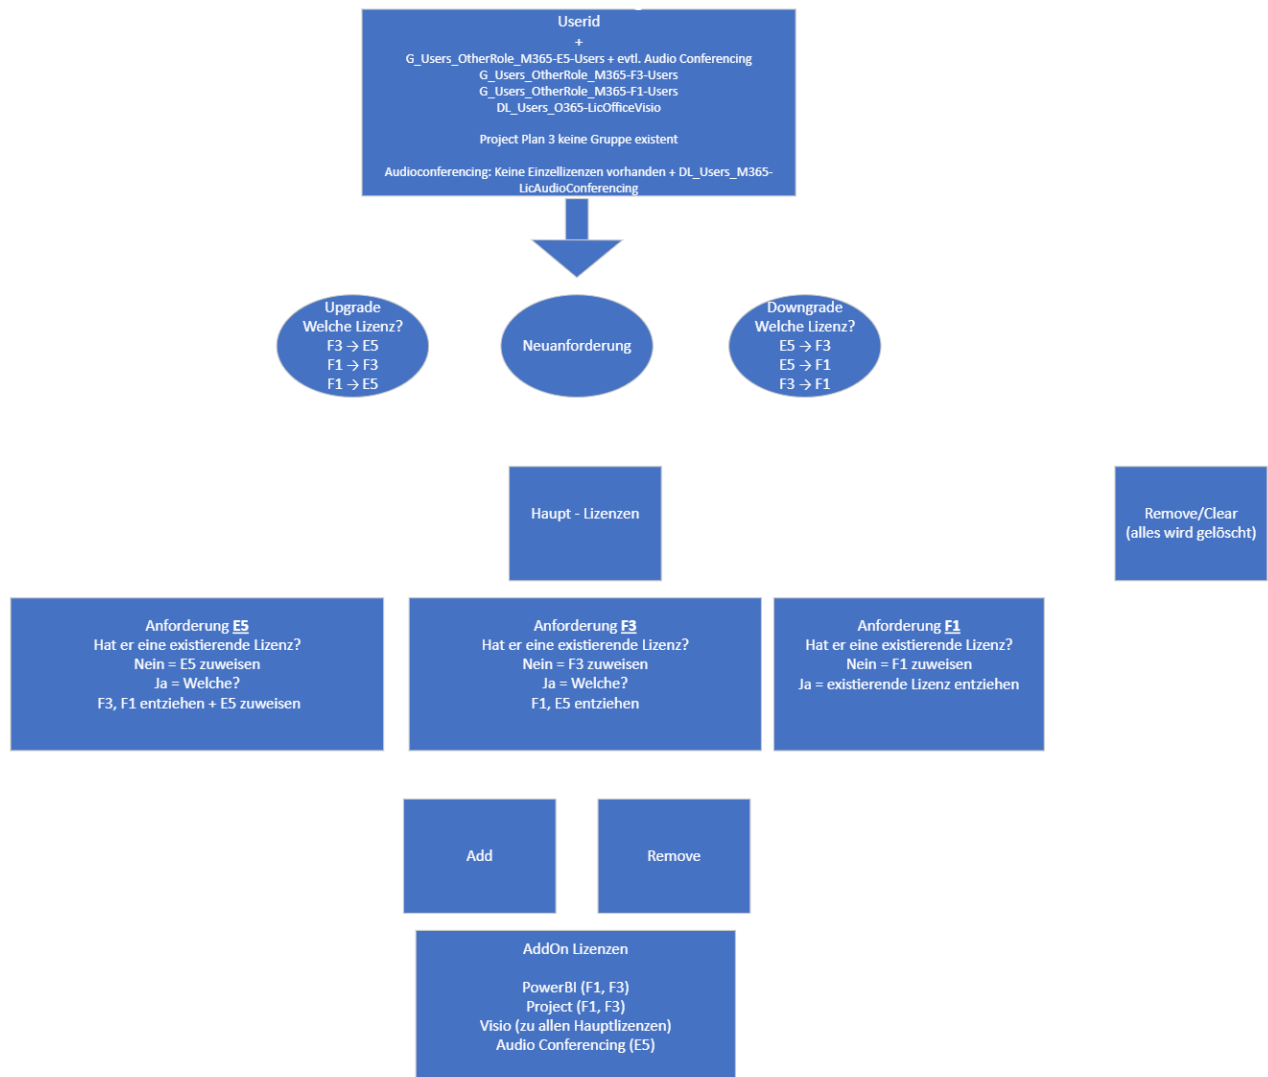 Userid
+
G_Users_OtherRole_M365-E5-Users + evtl. Audio Conferencing
G_Users_OtherRole_M365-F3-Users
G_Users_OtherRole_M365-F1-Users
DL_Users_O365-LicOfficeVisio
Project Plan 3 keine Gruppe existent
Audioconferencing: Keine Einzellizenzen vorhanden + DL_Users_M365-
LicAudioConferencing
Upgrade
Welche Lizenz?
F3 → E5
F1 → F3
F1 → E5
Neuanforderung
Downgrade
Welche Lizenz?
E5 → F3
E5 → F1
F3 → F1
Haupt - Lizenzen
Remove/Clear
(alles wird gelöscht)
Anforderung E5
Hat er eine existierende Lizenz?
Nein = E5 zuweisen
Ja = Welche?
F3, F1 entziehen + E5 zuweisen
Anforderung F3
Hat er eine existierende Lizenz?
Nein = F3 zuweisen
Ja = Welche?
F1, E5 entziehen
Anforderung F1
Hat er eine existierende Lizenz?
Nein = F1 zuweisen
Ja = existierende Lizenz entziehen
Add
Remove
AddOn Lizenzen
PowerBI (F1, F3)
Project (F1, F3)
Visio (zu allen Hauptlizenzen)
Audio Conferencing (E5)